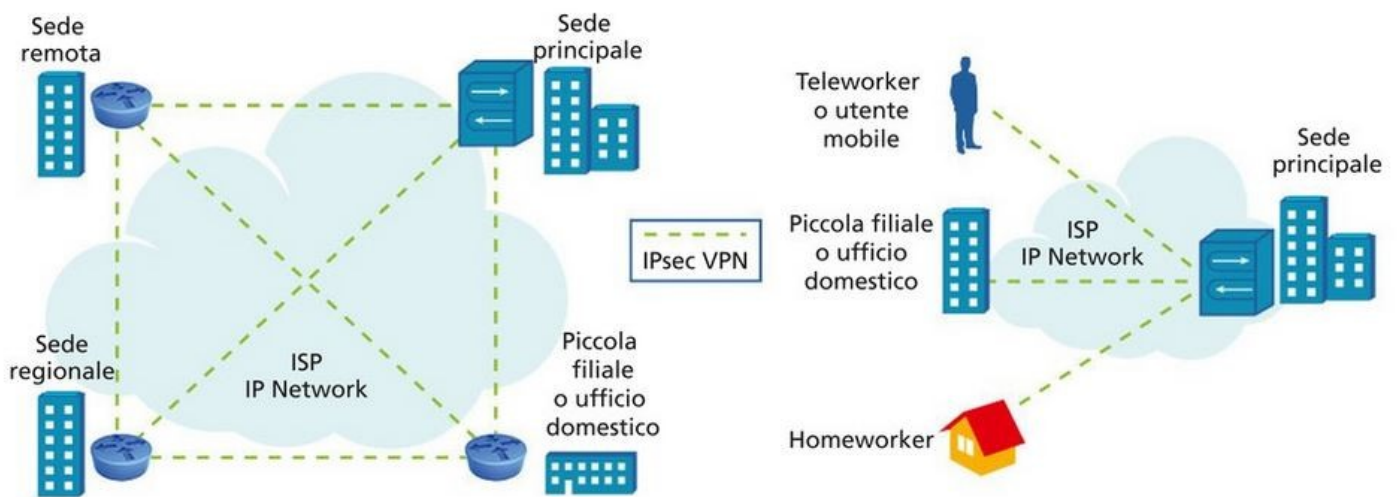 Sede
remota
Sede
principale
Sede
regionale
ISP
IP Network
Piccola
filiale
o ufficio
domestico
IPsec VPN
Teleworker
o utente
mobile
Piccola filiale
o ufficio
domestico
Homeworker
ISP
IP Network
Sede
principale